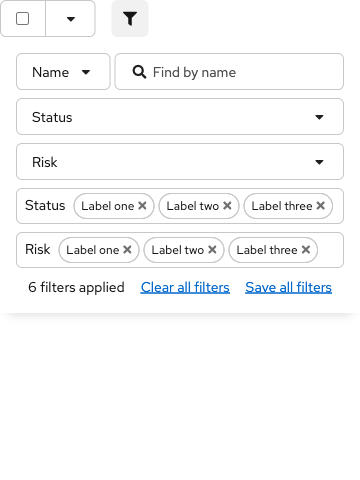 Name Find by name
Status
Risk
Status Label one Label two Label three
Risk Label one Label two Label three
6 filters applied Clear all filters Save all filters